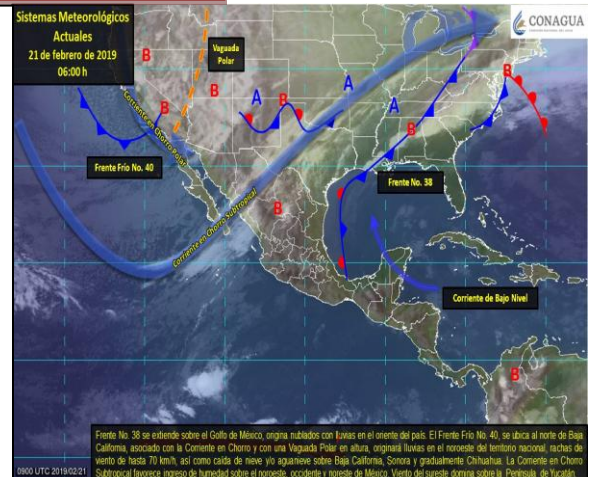 Sistemas Meteorológicos
Actuales
21 de febrero de 2019
06:00 h
CONAGUA
Vaguada
Polar
B
B
B
B
A
A
A
B
B
B
B
B
Corriente en Chorro Polar
Frente Frío No. 40
Frente No. 38
Corriente en Chorro Subtropical
Corriente de Bajo Nivel
Frente No. 38 se extiende sobre el Golfo de México, origina nublados con lluvias en el oriente del país. El Frente Frío No. 40, se ubica al norte de Baja
California, asociado con la Corriente en Chorro y con una Vaguada Polar en altura, originará lluvias en el noroeste del territorio nacional, rachas de
viento de hasta 70 km/h, así como caída de nieve y/o aguanieve sobre Baja California, Sonora y gradualmente Chihuahua. La Corriente en Chorro
Subtropical favorece ingreso de humedad sobre el noroeste, occidente y noreste de México. Viento del sureste domina sobre la Península de Yucatán.
0900 UTC 2019/02/21